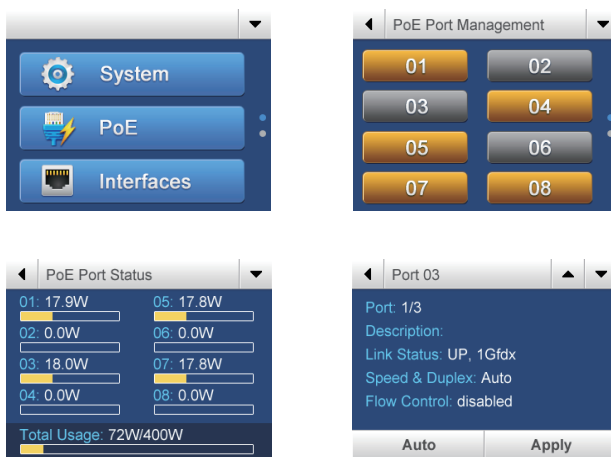 System
PoE
Interfaces
PoE Port Management
01 02
03 04
05 06
07 08
PoE Port Status
01: 17.9W 05: 17.8W
02: 0.0W 06: 0.0W
03: 18.0W 07: 17.8W
04: 0.0W 08: 0.0W
Total Usage: 72W/400W
Port 03
Port: 1/3
Description:
Link Status: UP, 1Gfdx
Speed & Duplex: Auto
Flow Control: disabled
Auto Apply